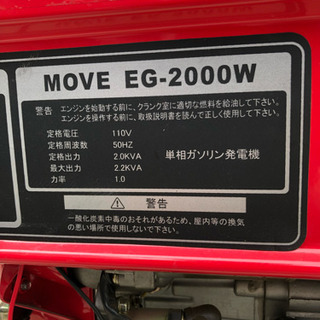 MOVE EG-2000W
警告 エンジンを始動する前に、クランク室に適切な燃料を給油して下さい。
エンジンを操作する前に、取扱説明書を読んで正しく使用して下さい。
定格電圧 110V
定格周波数 50HZ
定格出力 2.0KVA 単相ガソリン発電機
最大出力 2.2KVA
力率 1.0
⚠ 警告
一酸化炭素中毒のおそれがあるため、屋内等の換気
の悪い場所で使用しないで下さい。